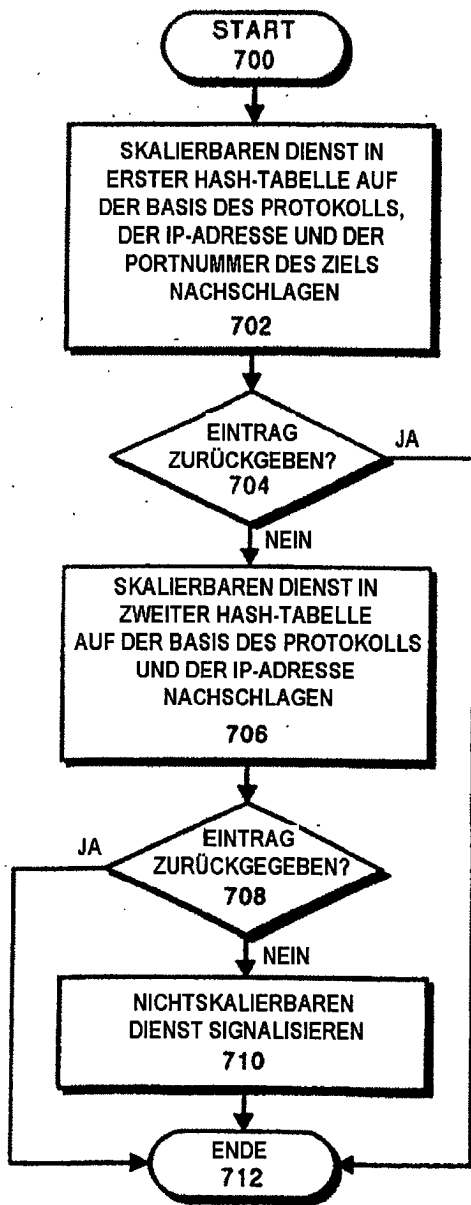 START
700
SKALIERBAREN DIENST IN
ERSTER HASH-TABELLE AUF
DER BASIS DES PROTOKOLLS,
DER IP-ADRESSE UND DER
PORTNUMMER DES ZIELS
NACHSCHLAGEN
702
EINTRAG
ZURÜCKGEBEN?
704
JA
NEIN
SKALIERBAREN DIENST IN
ZWEITER HASH-TABELLE
AUF DER BASIS DES PROTOKOLLS
UND DER IP-ADRESSE
NACHSCHLAGEN
706
JA
EINTRAG
ZURÜCKGEGEBEN?
708
NEIN
NICHTSKALIERBAREN
DIENST SIGNALISIEREN
710
ENDE
712